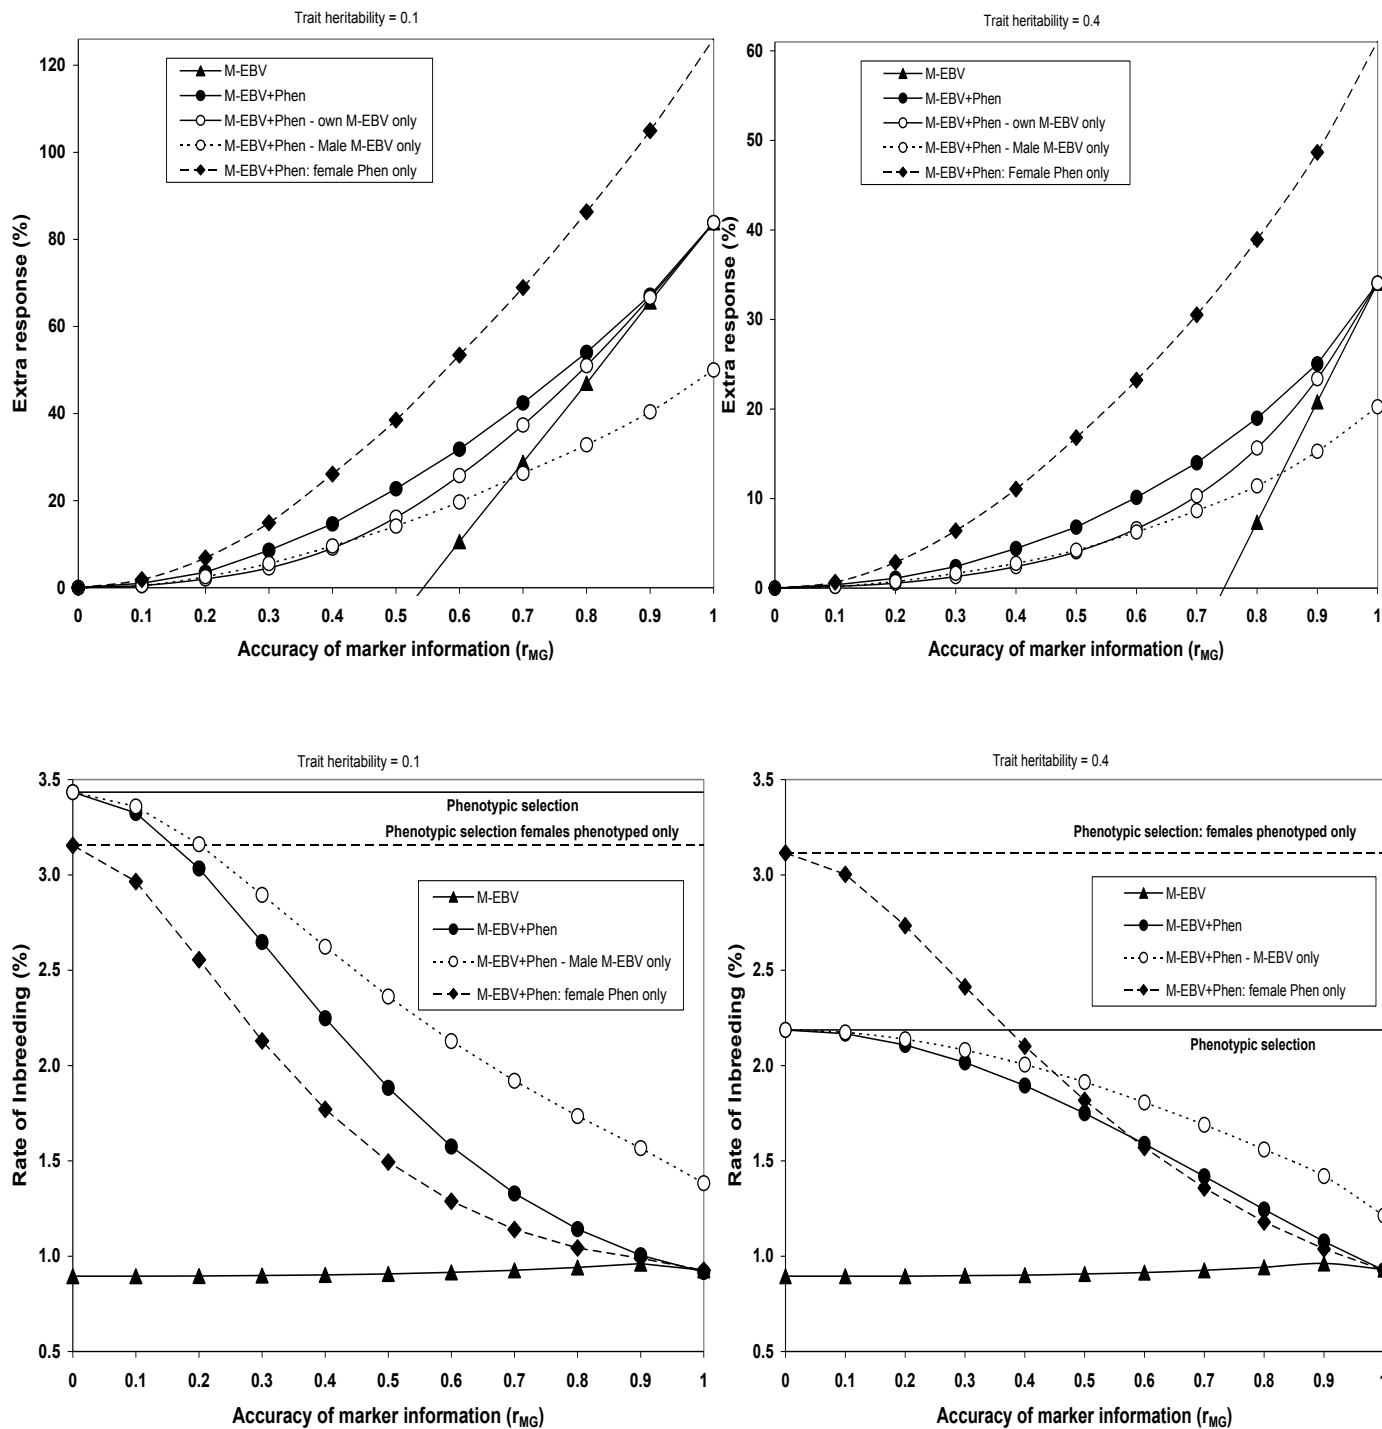 Trait heritability = 0.1
M-EBV
M-EBV+Phen
M-EBV+Phen - own M-EBV only
M-EBV+Phen - Male M-EBV only
M-EBV+Phen: female Phen only
Extra response (%)
120
100
80
60
40
20
0
0 0.1 0.2 0.3 0.4 0.5 0.6 0.7 0.8 0.9 1
Accuracy of marker information (rMG)
Trait heritability = 0.4
M-EBV
M-EBV+Phen
M-EBV+Phen - own M-EBV only
M-EBV+Phen - Male M-EBV only
M-EBV+Phen: Female Phen only
Extra response (%)
60
50
40
30
20
10
0
0 0.1 0.2 0.3 0.4 0.5 0.6 0.7 0.8 0.9 1
Accuracy of marker information (rMG)
Trait heritability = 0.1
Phenotypic selection
Phenotypic selection females phenotyped only
M-EBV
M-EBV+Phen
M-EBV+Phen - Male M-EBV only
M-EBV+Phen: female Phen only
Rate of Inbreeding (%)
3.5
3.0
2.5
2.0
1.5
1.0
0.5
0 0.1 0.2 0.3 0.4 0.5 0.6 0.7 0.8 0.9 1
Accuracy of marker information (rMG)
Trait heritability = 0.4
Phenotypic selection: females phenotyped only
M-EBV
M-EBV+Phen
M-EBV+Phen - M-EBV only
M-EBV+Phen: female Phen only
Phenotypic selection
Rate of Inbreeding (%)
3.5
3.0
2.5
2.0
1.5
1.0
0.5
0 0.1 0.2 0.3 0.4 0.5 0.6 0.7 0.8 0.9 1
Accuracy of marker information (rMG)